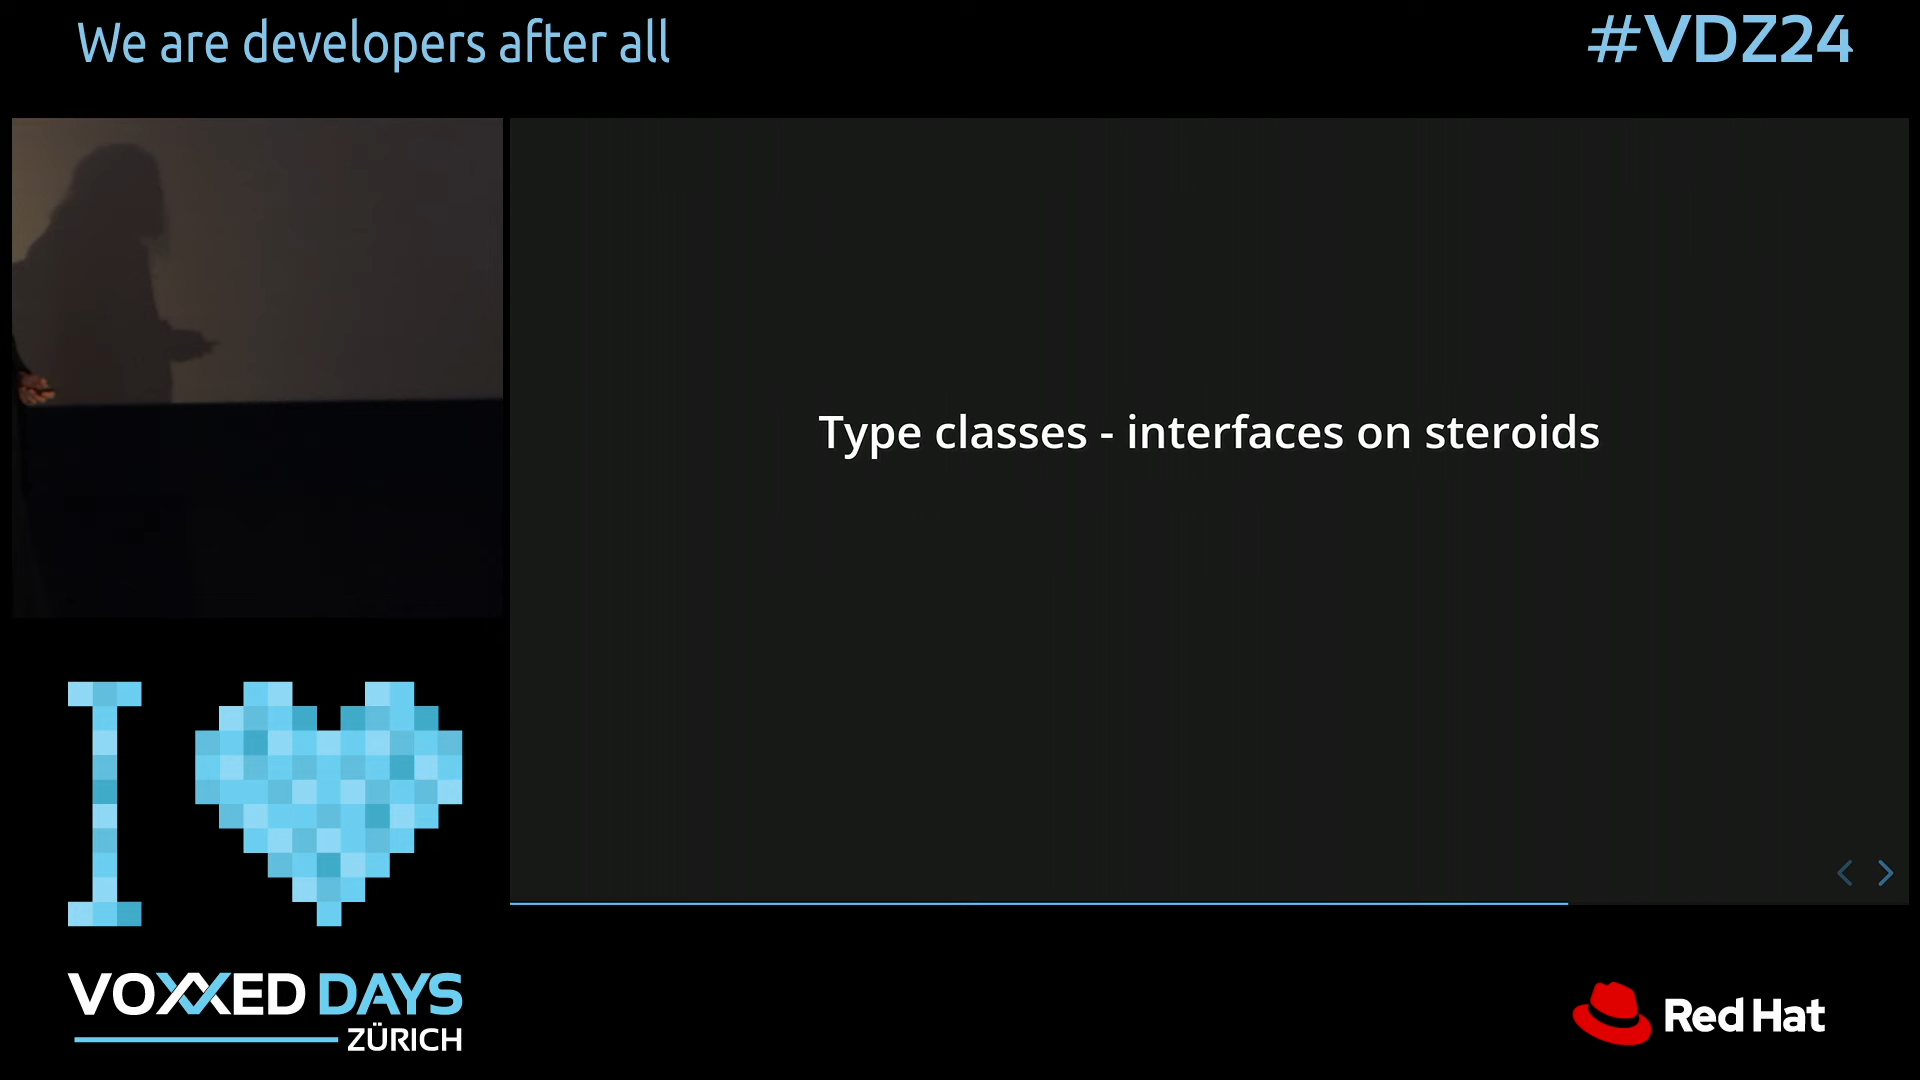 We are developers after all
#VDZ24
Type classes - interfaces on steroids
I
VOXXED DAYS
ZÜRICH
Red Hat